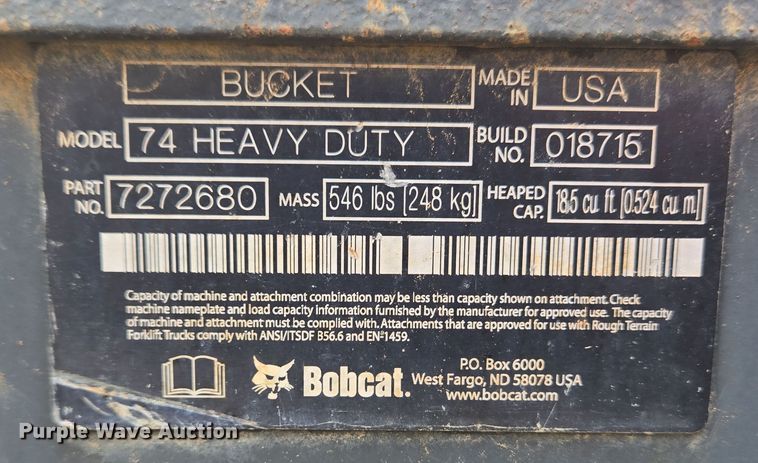 BUCKET MADE IN USA
MODEL 74 HEAVY DUTY BUILD NO. 018715
PART NO. 7272680 MASS 546 lbs [248 kg] HEAPED CAP. 18.5 cu ft. [0.524 cu m]
Capacity of machine and attachment combination may be less than capacity shown on attachment. Check
machine nameplate and load capacity information furnished by the manufacturer for approved use. The capacity
of machine and attachment must be complied with. Attachments that are approved for use with Rough Terrain
Forklift Trucks comply with ANSI/ITSDF B56.6 and EN 1459.
Bobcat.
P.O. Box 6000
West Fargo, ND 58078 USA
www.bobcat.com
Purple Wave Auction